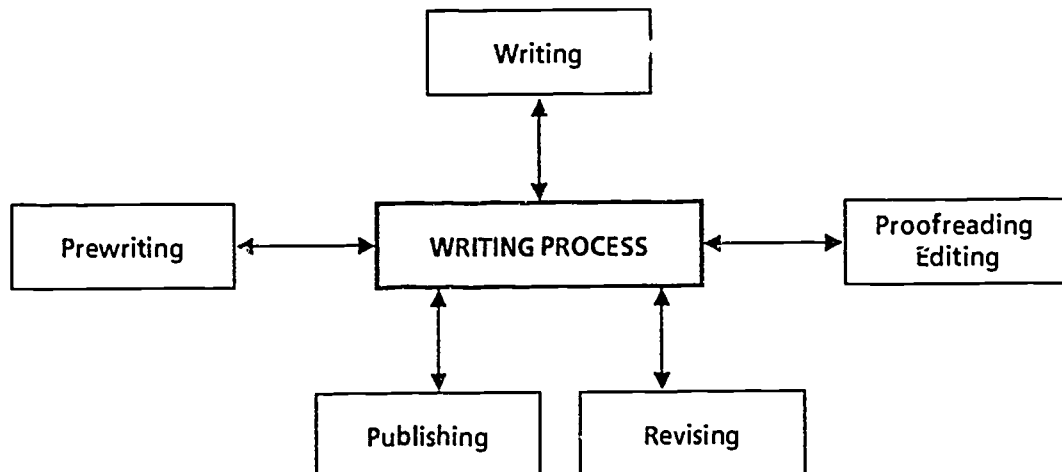 Writing
Prewriting
WRITING PROCESS
Proofreading
Editing
Publishing
Revising